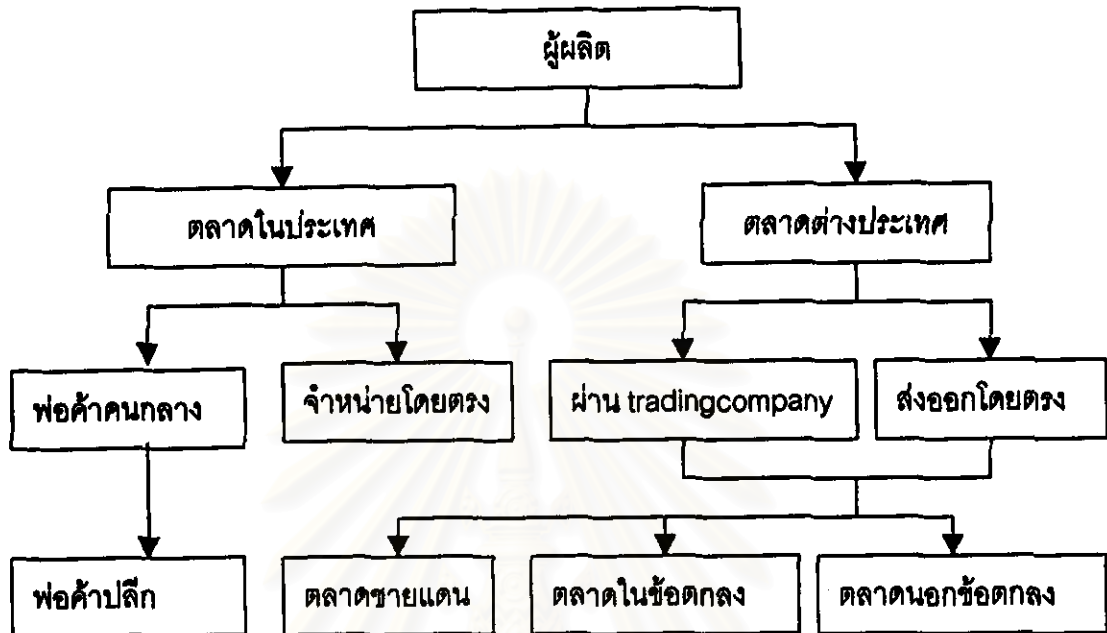 ผู้ผลิต
ตลาดในประเทศ
ตลาดต่างประเทศ
พ่อค้าคนกลาง
จำหน่ายโดยตรง
ผ่าน tradingcompany
ส่งออกโดยตรง
พ่อค้าปลีก
ตลาดชายแดน
ตลาดในข้อตกลง
ตลาดนอกข้อตกลง